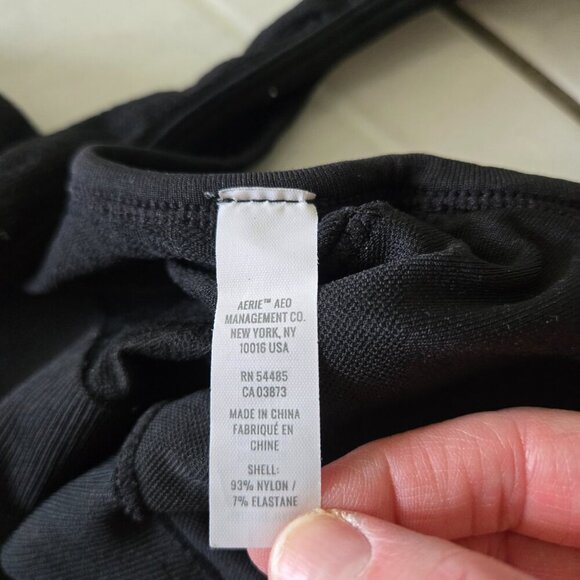 AERIE™ AEO
MANAGEMENT CO.
NEW YORK, NY
10016 USA
RN 54485
CA 03873
MADE IN CHINA
FABRIQUÉ EN
CHINE
SHELL:
93% NYLON /
7% ELASTANE